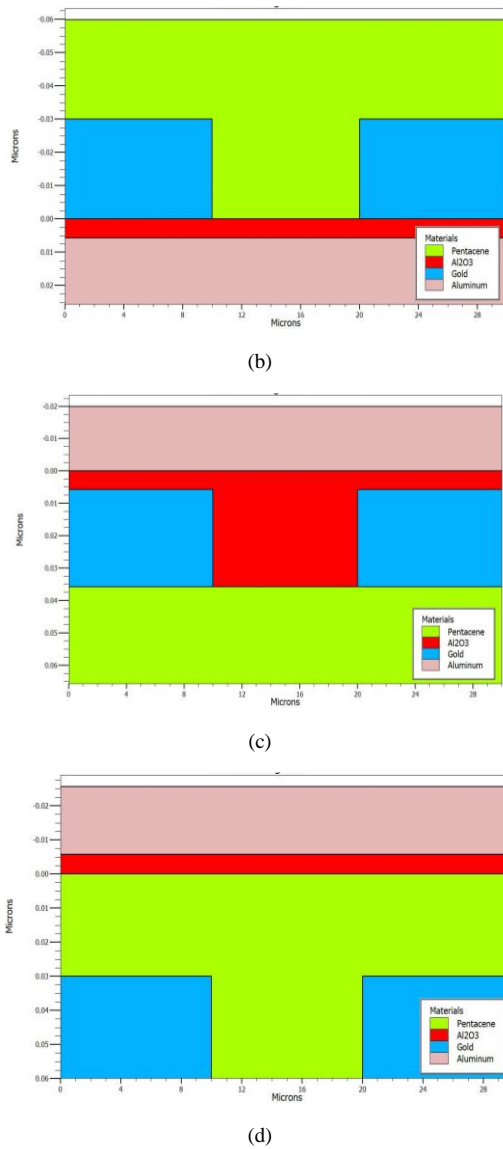 -0.06
-0.05
-0.04
-0.03
-0.02
-0.01
0.00
0.01
0.02
Microns
0 4 8 12 16 20 24 28
Microns
Materials
Pentacene
Al2O3
Gold
Aluminum
(b)
-0.02
-0.01
0.00
0.01
0.02
0.03
0.04
0.05
0.06
Microns
0 4 8 12 16 20 24 28
Microns
Materials
Pentacene
Al2O3
Gold
Aluminum
(c)
-0.02
-0.01
0.00
0.01
0.02
0.03
0.04
0.05
0.06
Microns
0 4 8 12 16 20 24 28
Microns
Materials
Pentacene
Al2O3
Gold
Aluminum
(d)